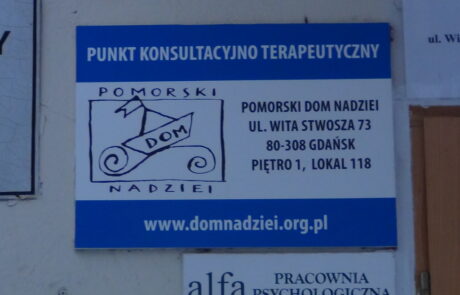 PUNKT KONSULTACYJNO TERAPEUTYCZNY
POMORSKI
DOM
NADZIEI
POMORSKI DOM NADZIEI
UL. WITA STWOSZA 73
80-308 GDAŃSK
PIĘTRO 1, LOKAL 118
www.domnadziei.org.pl
ul. Wi
alfa
PRACOWNIA
PSYCHOLOGICZNA